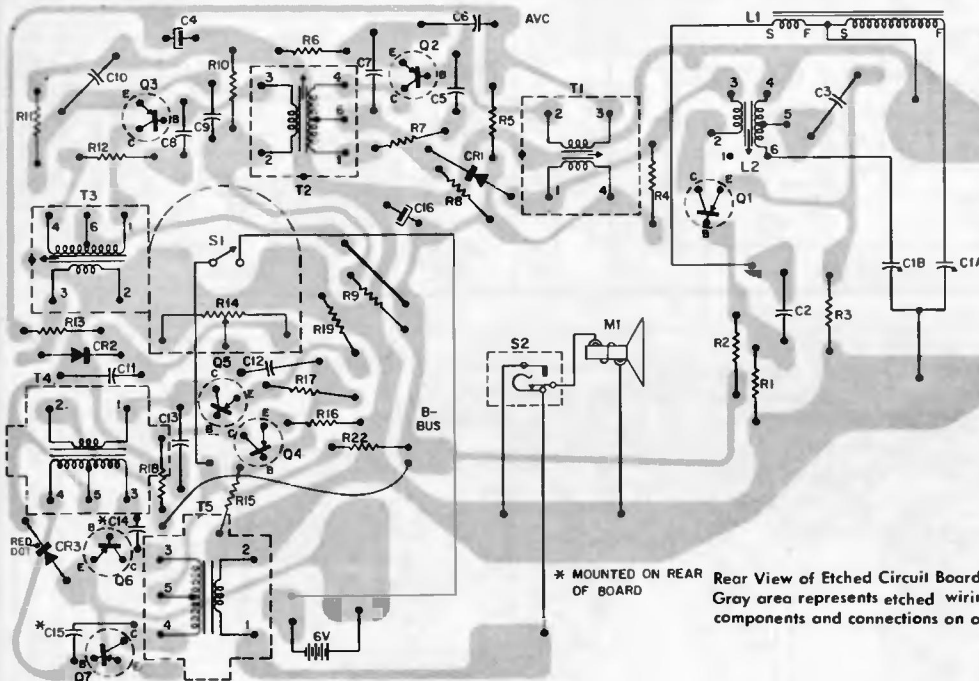 C4
C6
AVC
L1
S
F
S
F
R6
Q2
E
B
C
C7
C5
C10
Q3
E
B
C
R10
C9
C8
3
4
6
2
1
T2
R11
R12
R7
R5
CR1
R8
T1
2
3
1
4
R4
3
4
5
2
1
6
L2
C3
C
E
Q1
B
T3
4
6
1
3
2
S1
C16
R14
R9
R19
C1B
C1A
C2
R3
R2
R1
R13
CR2
C11
C12
Q5
C
E
B
R17
S2
M1
T4
2
1
4
5
3
C13
R16
C
E
Q4
B
R22
B-
BUS
R18
R15
*C14
RED
DOT
CR3
B
E
C
Q6
T5
3
2
5
4
1
6V
* MOUNTED ON REAR
OF BOARD
*
C15
C
B
E
Q7
Rear View of Etched Circuit Board
Gray area represents etched wirin
components and connections on o